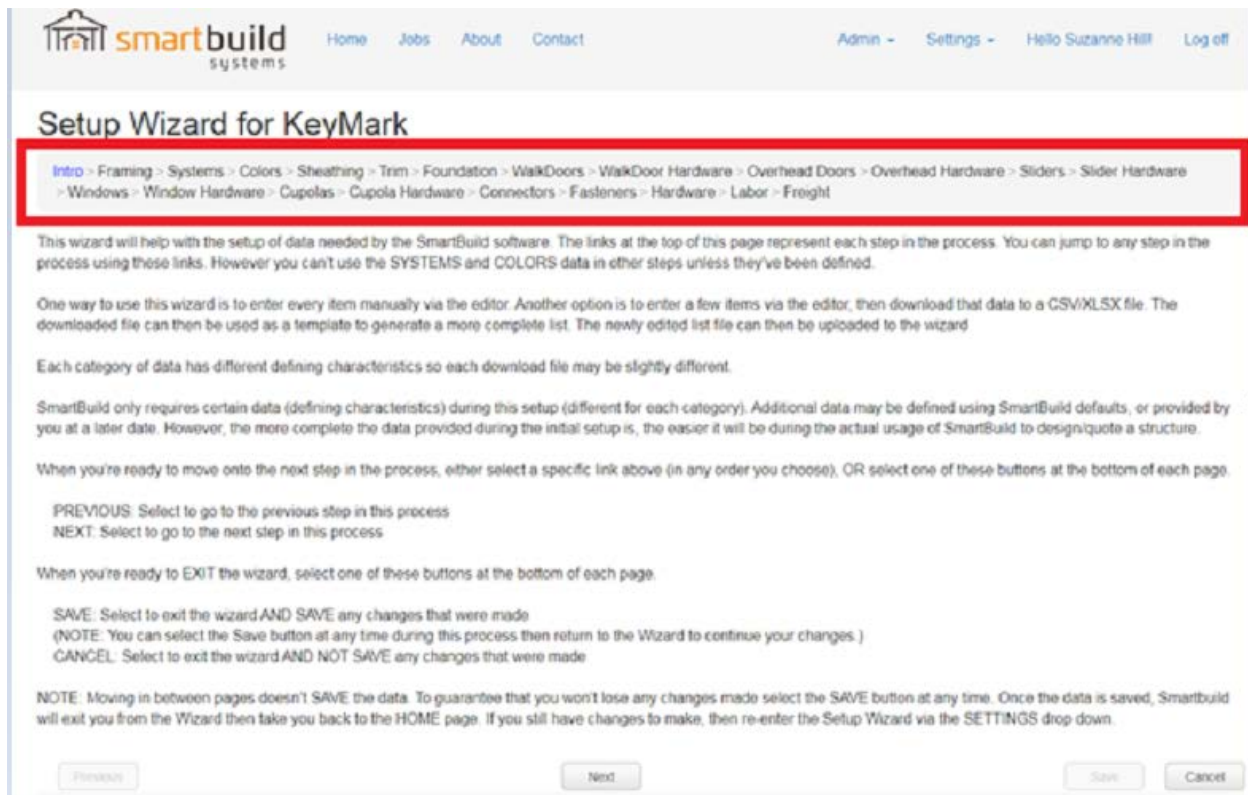 smartbuild
systems
Home Jobs About Contact Admin Settings Hello Suzanne Hill! Log off
Setup Wizard for KeyMark
Intro > Framing > Systems > Colors > Sheathing > Trim > Foundation > WalkDoors > WalkDoor Hardware > Overhead Doors > Overhead Hardware > Sliders > Slider Hardware
> Windows > Window Hardware > Cupolas > Cupola Hardware > Connectors > Fasteners > Hardware > Labor > Freight
This wizard will help with the setup of data needed by the SmartBuild software. The links at the top of this page represent each step in the process. You can jump to any step in the
process using these links. However you can't use the SYSTEMS and COLORS data in other steps unless they've been defined.
One way to use this wizard is to enter every item manually via the editor. Another option is to enter a few items via the editor, then download that data to a CSV/XLSX file. The
downloaded file can then be used as a template to generate a more complete list. The newly edited list file can then be uploaded to the wizard
Each category of data has different defining characteristics so each download file may be slightly different.
SmartBuild only requires certain data (defining characteristics) during this setup (different for each category). Additional data may be defined using SmartBuild defaults, or provided by
you at a later date. However, the more complete the data provided during the initial setup is, the easier it will be during the actual usage of SmartBuild to design/quote a structure.
When you're ready to move onto the next step in the process, either select a specific link above (in any order you choose), OR select one of these buttons at the bottom of each page.
PREVIOUS: Select to go to the previous step in this process
NEXT: Select to go to the next step in this process
When you're ready to EXIT the wizard, select one of these buttons at the bottom of each page.
SAVE: Select to exit the wizard AND SAVE any changes that were made
(NOTE: You can select the Save button at any time during this process then return to the Wizard to continue your changes.)
CANCEL: Select to exit the wizard AND NOT SAVE any changes that were made
NOTE: Moving in between pages doesn't SAVE the data. To guarantee that you won't lose any changes made select the SAVE button at any time. Once the data is saved, Smartbuild
will exit you from the Wizard then take you back to the HOME page. If you still have changes to make, then re-enter the Setup Wizard via the SETTINGS drop down.
Previous Next Save Cancel